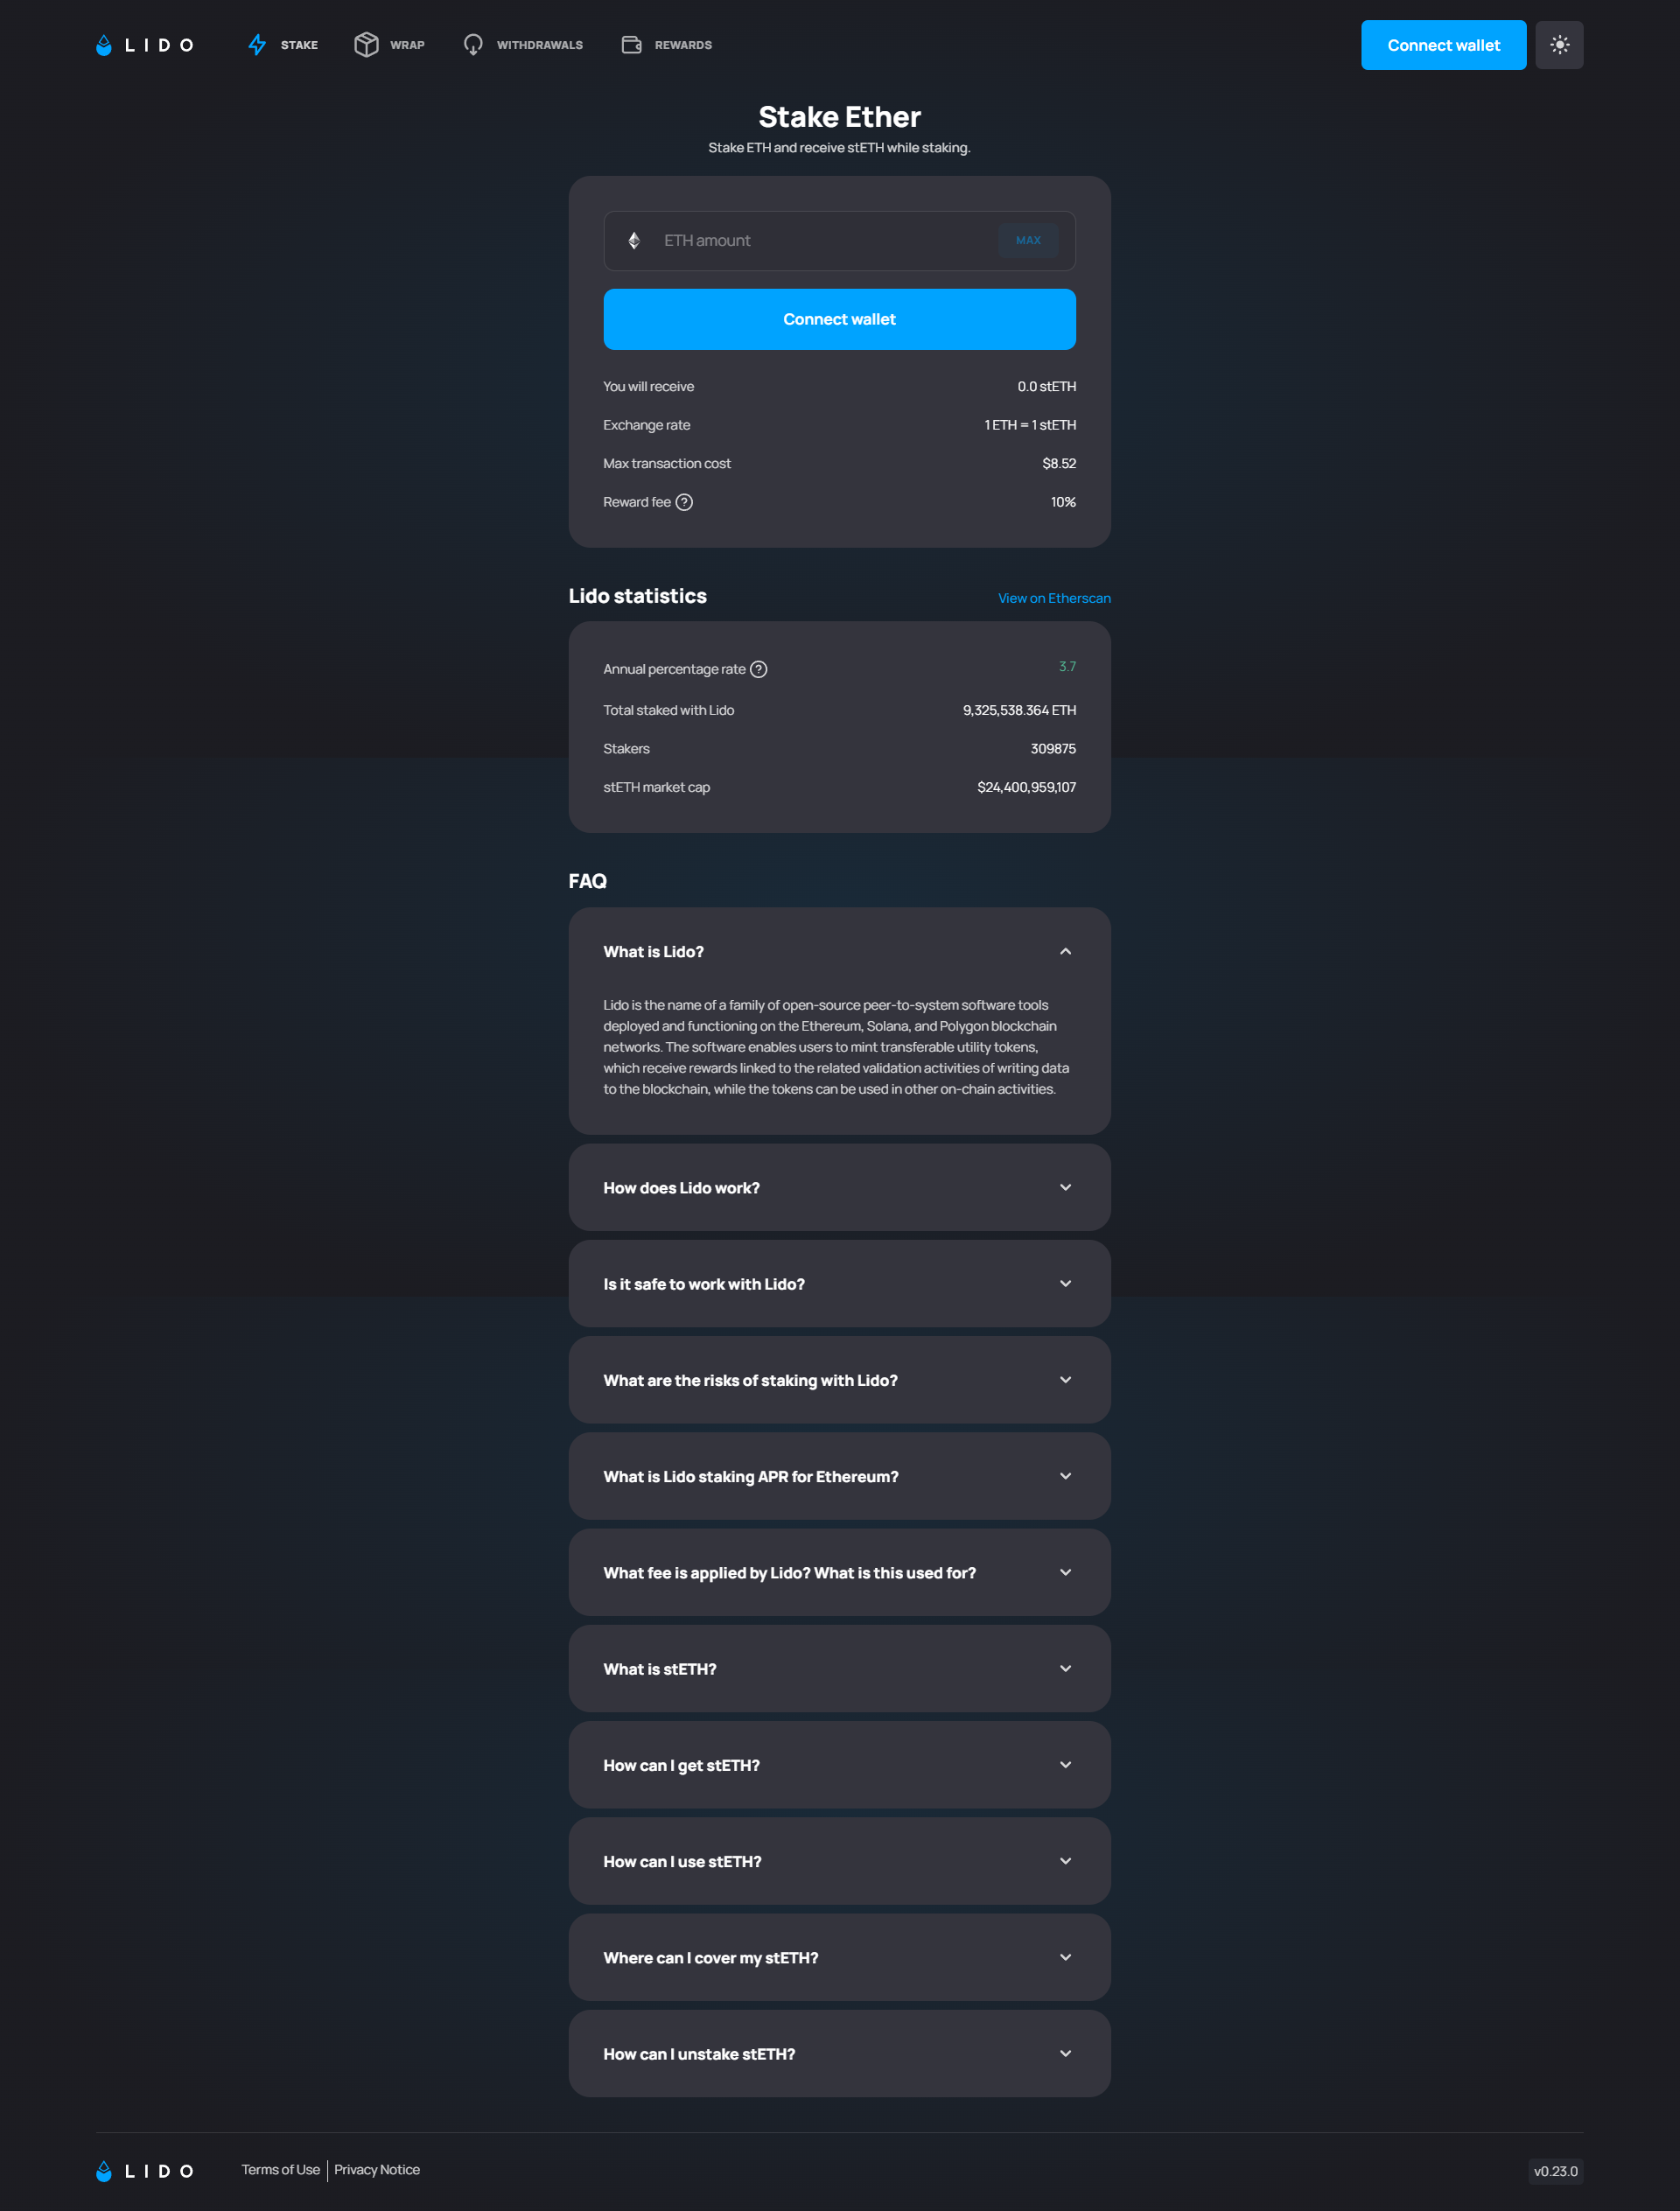 LIDO
STAKE
WRAP
WITHDRAWALS
REWARDS
Connect wallet
Stake Ether
Stake ETH and receive stETH while staking.
ETH amount
MAX
Connect wallet
You will receive 0.0 stETH
Exchange rate 1 ETH = 1 stETH
Max transaction cost $8.52
Reward fee ? 10%
Lido statistics
View on Etherscan
Annual percentage rate ? 3.7
Total staked with Lido 9,325,538.364 ETH
Stakers 309875
stETH market cap $24,400,959,107
FAQ
What is Lido?
Lido is the name of a family of open-source peer-to-system software tools
deployed and functioning on the Ethereum, Solana, and Polygon blockchain
networks. The software enables users to mint transferable utility tokens,
which receive rewards linked to the related validation activities of writing data
to the blockchain, while the tokens can be used in other on-chain activities.
How does Lido work?
Is it safe to work with Lido?
What are the risks of staking with Lido?
What is Lido staking APR for Ethereum?
What fee is applied by Lido? What is this used for?
What is stETH?
How can I get stETH?
How can I use stETH?
Where can I cover my stETH?
How can I unstake stETH?
LIDO
Terms of Use
Privacy Notice
v0.23.0